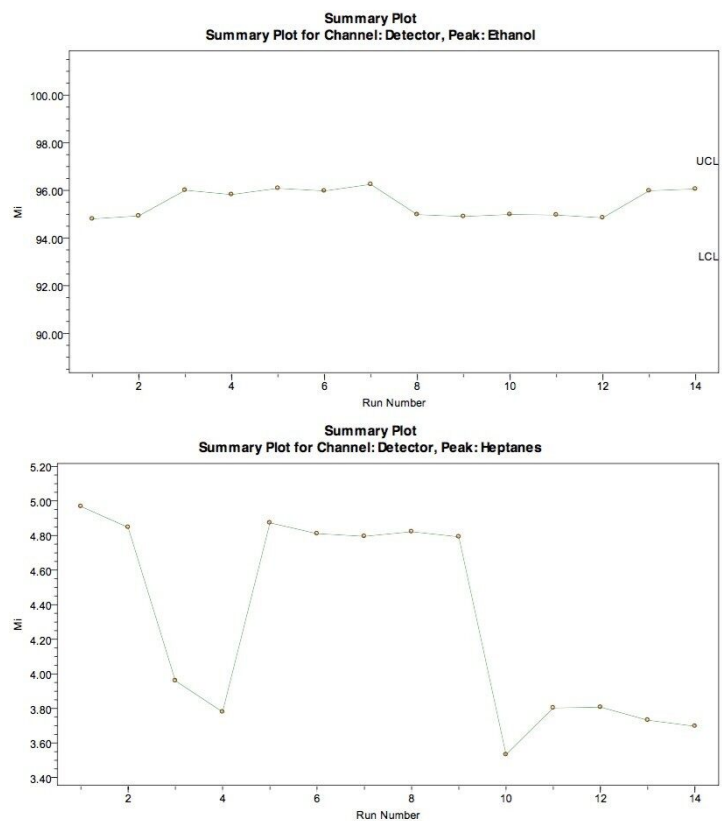 Summary Plot
Summary Plot for Channel: Detector, Peak: Ethanol
100.00
98.00
UCL
96.00
Mi
94.00
LCL
92.00
90.00
2 4 6 8 10 12 14
Run Number
Summary Plot
Summary Plot for Channel: Detector, Peak: Heptanes
5.20
5.00
4.80
4.60
4.40
Mi
4.20
4.00
3.80
3.60
3.40
2 4 6 8 10 12 14
Run Number